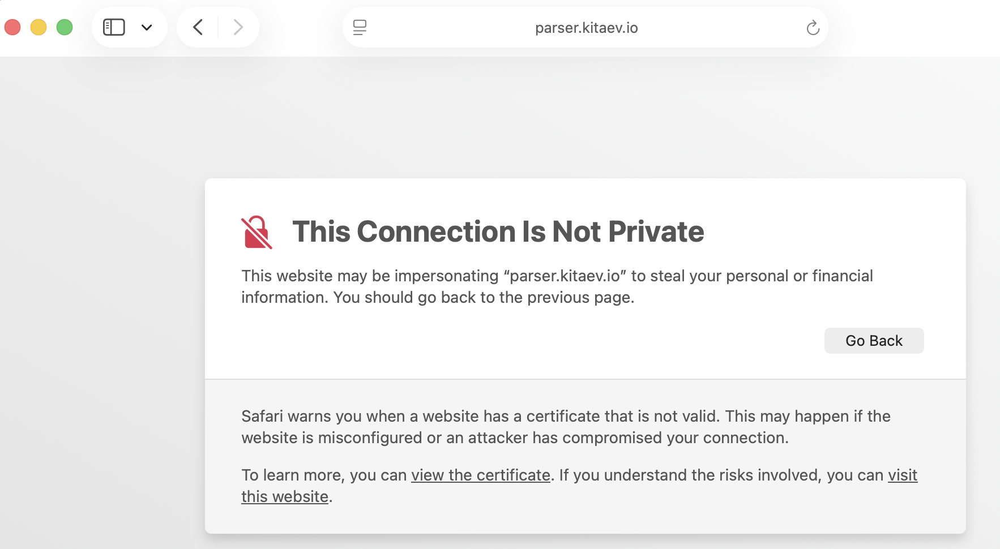 parser.kitaev.io
This Connection Is Not Private
This website may be impersonating “parser.kitaev.io” to steal your personal or financial
information. You should go back to the previous page.
Go Back
Safari warns you when a website has a certificate that is not valid. This may happen if the
website is misconfigured or an attacker has compromised your connection.
To learn more, you can view the certificate. If you understand the risks involved, you can visit
this website.